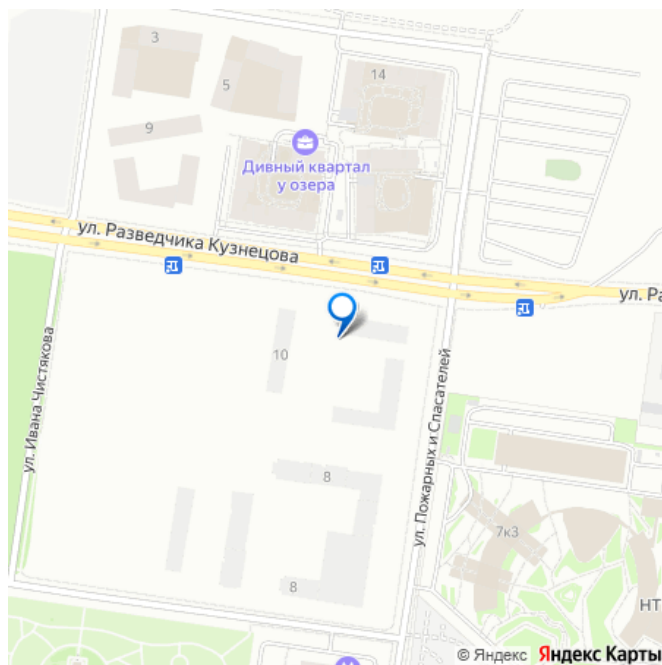 3
5
14
9
Дивный квартал
у озера
ул. Разведчика Кузнецова
ул. Ра
10
ул. Ивана Чистякова
ул. Пожарных и Спасателей
8
7к3
8
НТ
© Яндекс Яндекс Карты